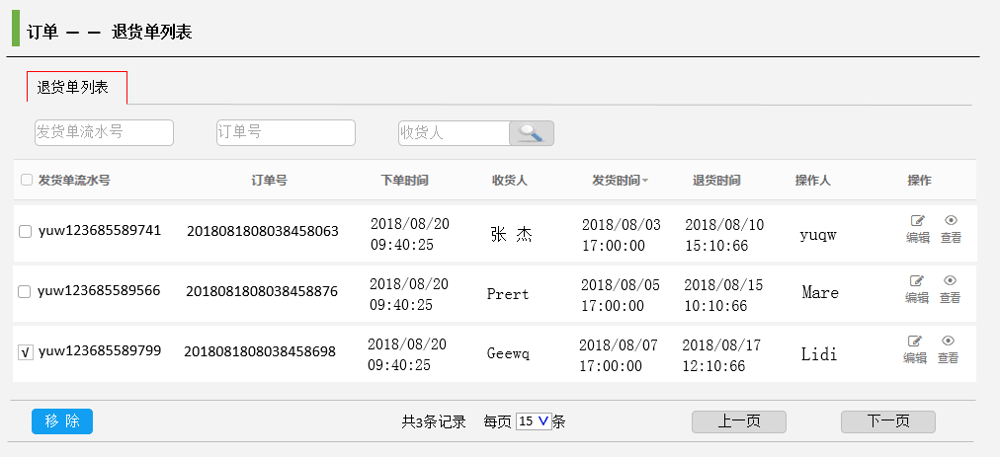 订单 — — 退货单列表
退货单列表
发货单流水号 订单号 收货人
发货单流水号 订单号 下单时间 收货人 发货时间 退货时间 操作人 操作
yuw123685589741 2018081808038458063 2018/08/20 09:40:25 张 杰 2018/08/03 17:00:00 2018/08/10 15:10:66 yuqw 编辑 查看
yuw123685589566 2018081808038458876 2018/08/20 09:40:25 Prert 2018/08/05 17:00:00 2018/08/15 10:10:66 Mare 编辑 查看
√ yuw123685589799 2018081808038458698 2018/08/20 09:40:25 Geewq 2018/08/07 17:00:00 2018/08/17 12:10:66 Lidi 编辑 查看
移 除 共3条记录 每页 15 条 上一页 下一页